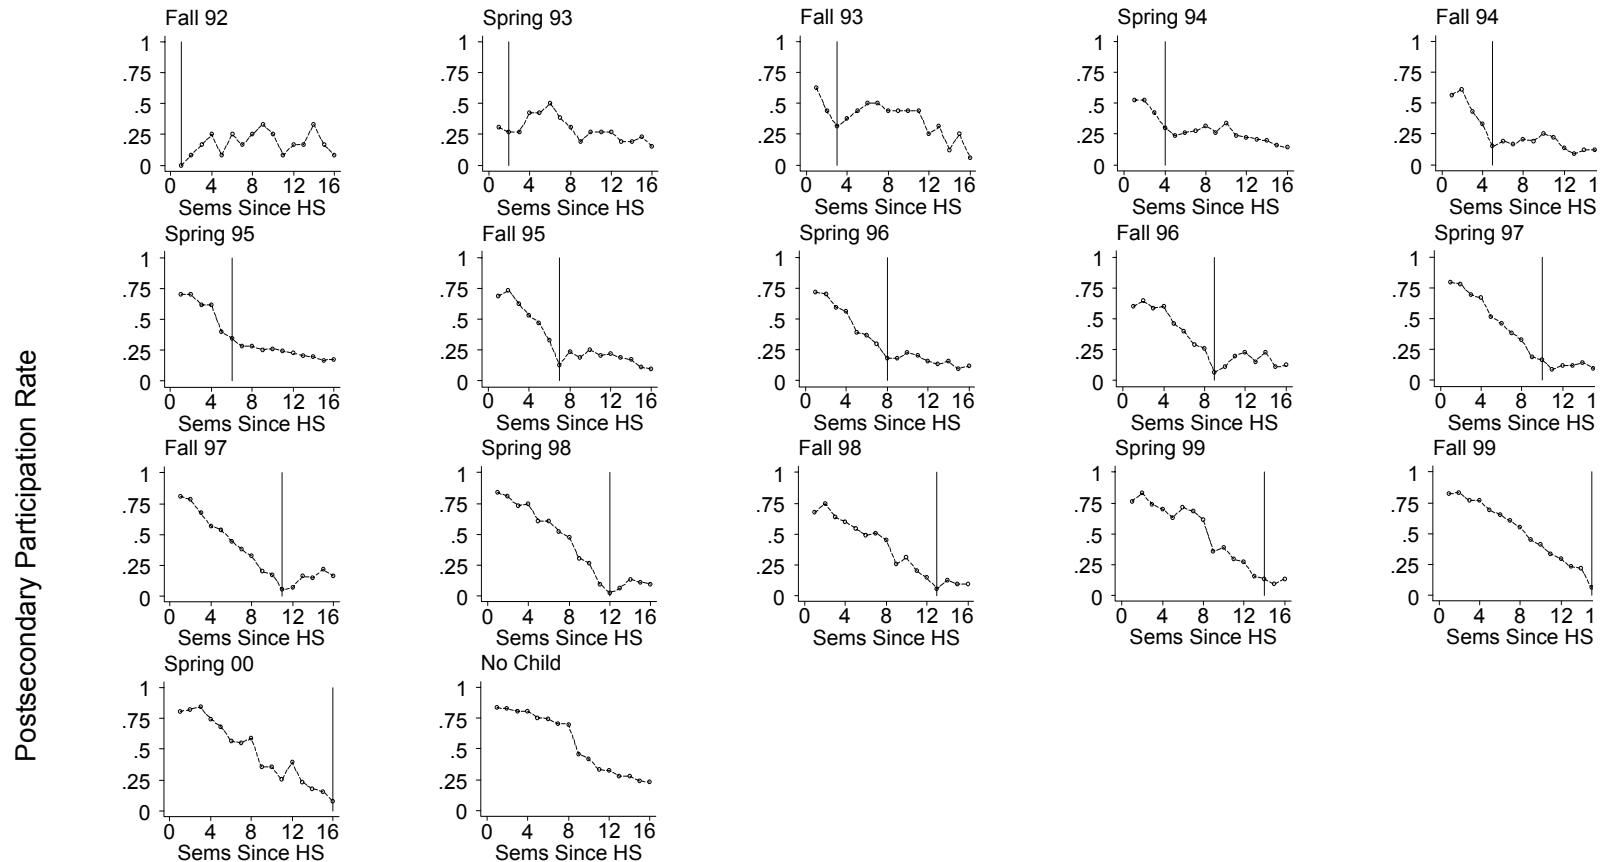 Postsecondary Participation Rate
Fall 92
1
.75
.5
.25
0
0 4 8 12 16
Sems Since HS
Spring 93
1
.75
.5
.25
0
0 4 8 12 16
Sems Since HS
Fall 93
1
.75
.5
.25
0
0 4 8 12 16
Sems Since HS
Spring 94
1
.75
.5
.25
0
0 4 8 12 16
Sems Since HS
Fall 94
1
.75
.5
.25
0
0 4 8 12 1
Sems Since HS
Spring 95
1
.75
.5
.25
0
0 4 8 12 16
Sems Since HS
Fall 95
1
.75
.5
.25
0
0 4 8 12 16
Sems Since HS
Spring 96
1
.75
.5
.25
0
0 4 8 12 16
Sems Since HS
Fall 96
1
.75
.5
.25
0
0 4 8 12 16
Sems Since HS
Spring 97
1
.75
.5
.25
0
0 4 8 12 1
Sems Since HS
Fall 97
1
.75
.5
.25
0
0 4 8 12 16
Sems Since HS
Spring 98
1
.75
.5
.25
0
0 4 8 12 16
Sems Since HS
Fall 98
1
.75
.5
.25
0
0 4 8 12 16
Sems Since HS
Spring 99
1
.75
.5
.25
0
0 4 8 12 16
Sems Since HS
Fall 99
1
.75
.5
.25
0
0 4 8 12 1
Sems Since HS
Spring 00
1
.75
.5
.25
0
0 4 8 12 16
Sems Since HS
No Child
1
.75
.5
.25
0
0 4 8 12 16
Sems Since HS